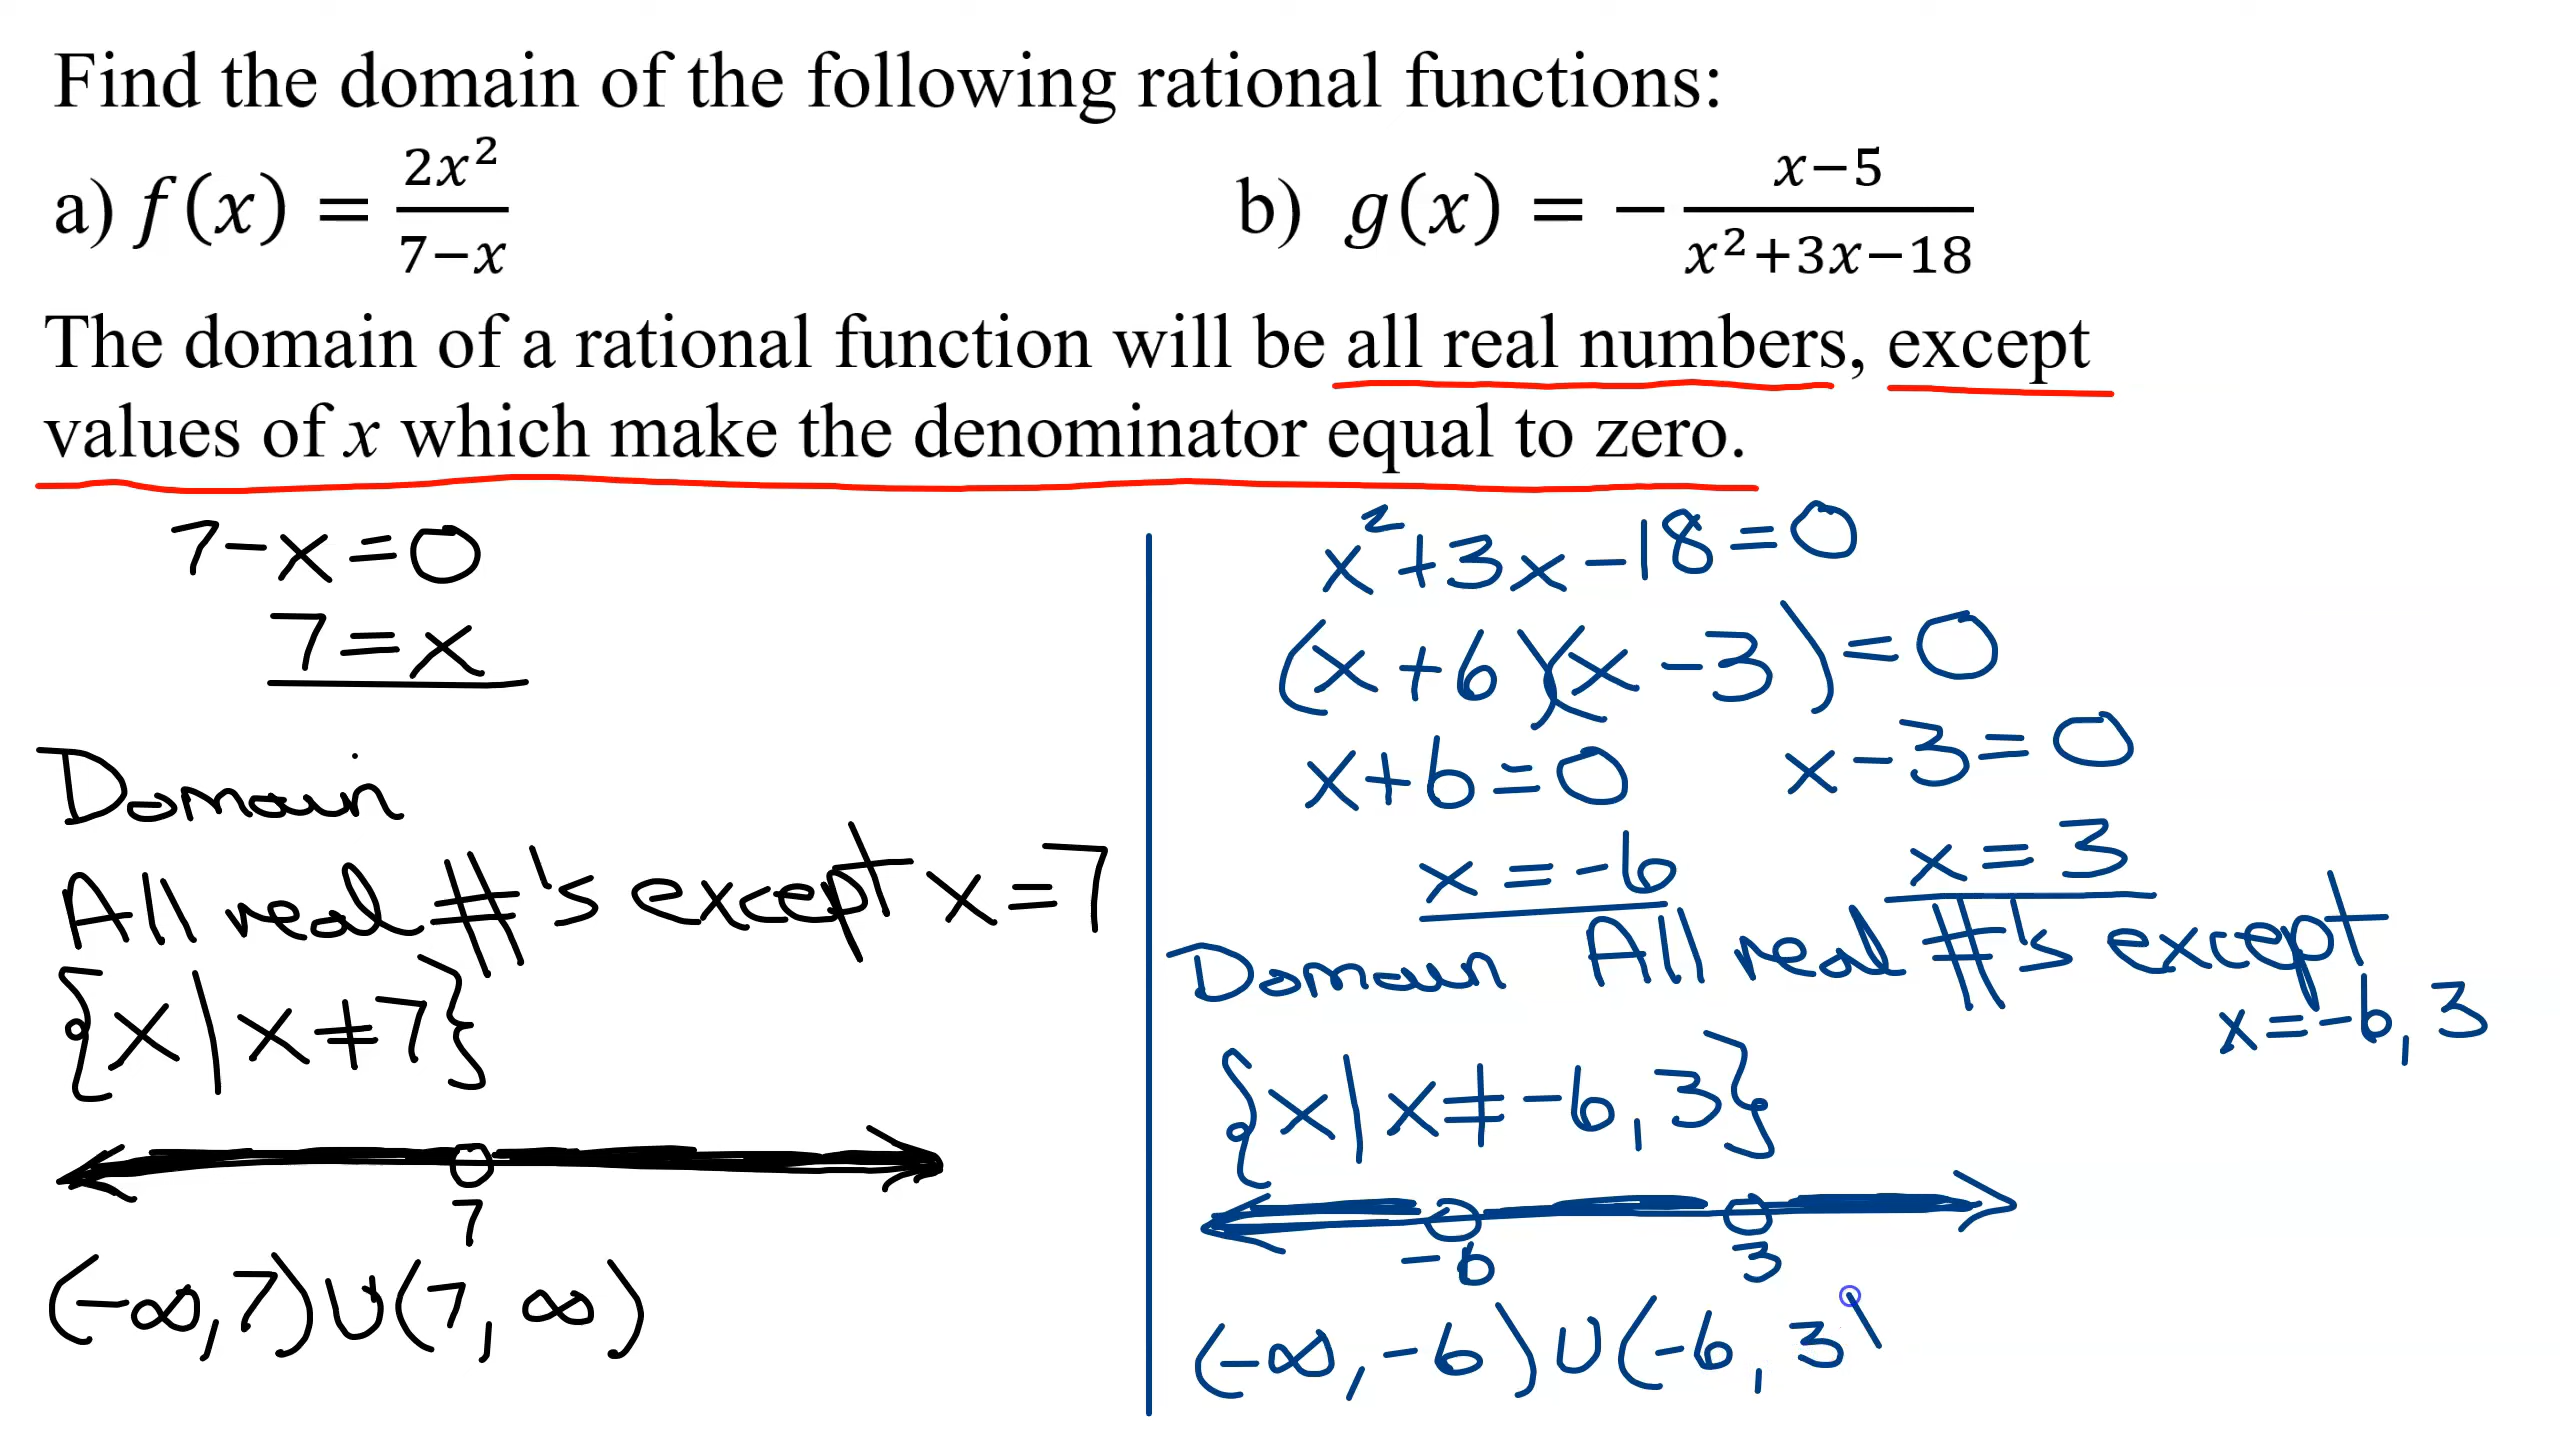 Find the domain of the following rational functions:
a) f(x) = 2x²/7−x
b) g(x) = − x−5/x²+3x−18
The domain of a rational function will be all real numbers, except
values of x which make the denominator equal to zero.
7−x=0
7=x
Domain
All real #'s except x=7
{x|x≠7}
7
(−∞,7)∪(7,∞)
x²+3x−18=0
(x+6)(x−3)=0
x+6=0 x−3=0
x=−6 x=3
Domain All real #'s except
x=−6,3
{x|x≠−6,3}
−6 3
(−∞,−6)∪(−6,3)